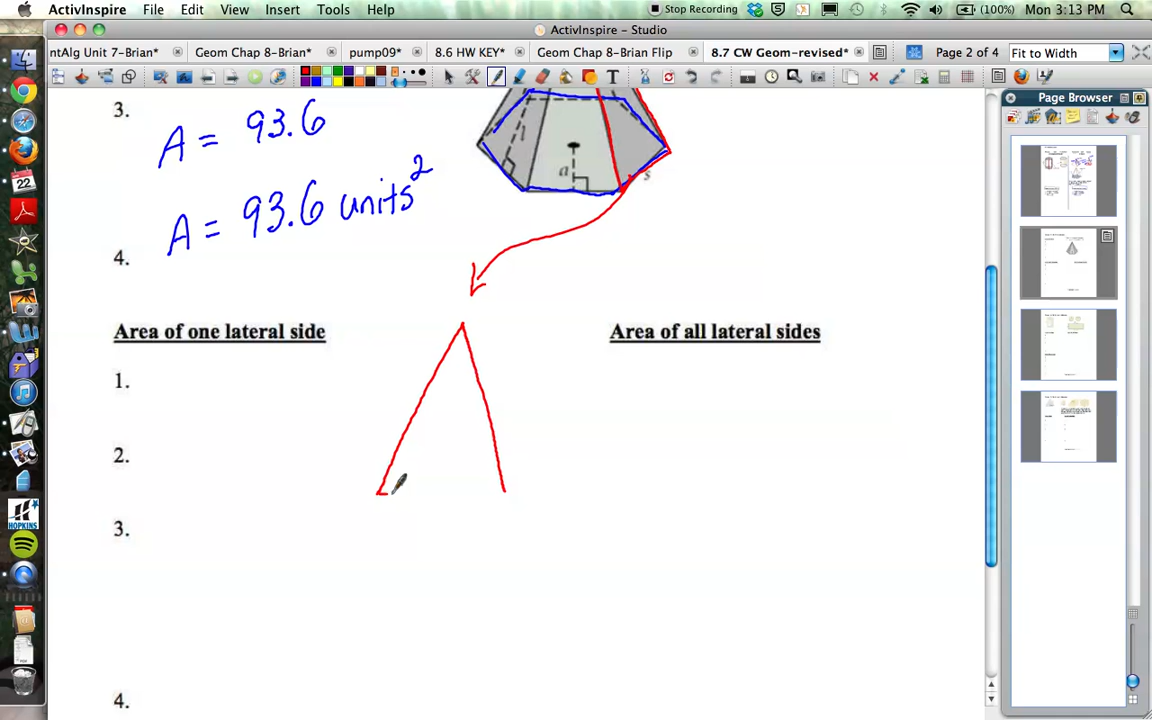 ActivInspire File Edit View Insert Tools Help Stop Recording (100%) Mon 3:13 PM
ActivInspire - Studio
ntAlg Unit 7-Brian* Geom Chap 8-Brian* pump09* 8.6 HW KEY* Geom Chap 8-Brian Flip 8.7 CW Geom-revised* Page 2 of 4 Fit to Width
Page Browser
3.
A = 93.6
l
a
s
A = 93.6 units²
4.
Area of one lateral side
Area of all lateral sides
1.
2.
3.
4.
22
HOPKINS